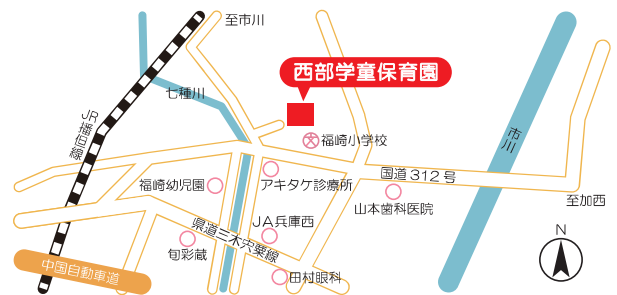 至市川
西部学童保育園
七種川
JR播但線
福崎小学校
市川
国道312号
福崎幼児園
アキタケ診療所
至加西
山本歯科医院
JA兵庫西
県道三木宍粟線
旬彩蔵
N
中国自動車道
田村眼科